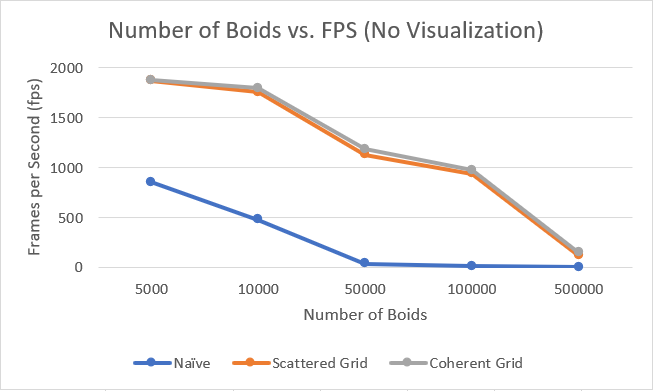 Number of Boids vs. FPS (No Visualization)
Frames per Second (fps)
2000
1500
1000
500
0
5000 10000 50000 100000 500000
Number of Boids
Naïve Scattered Grid Coherent Grid